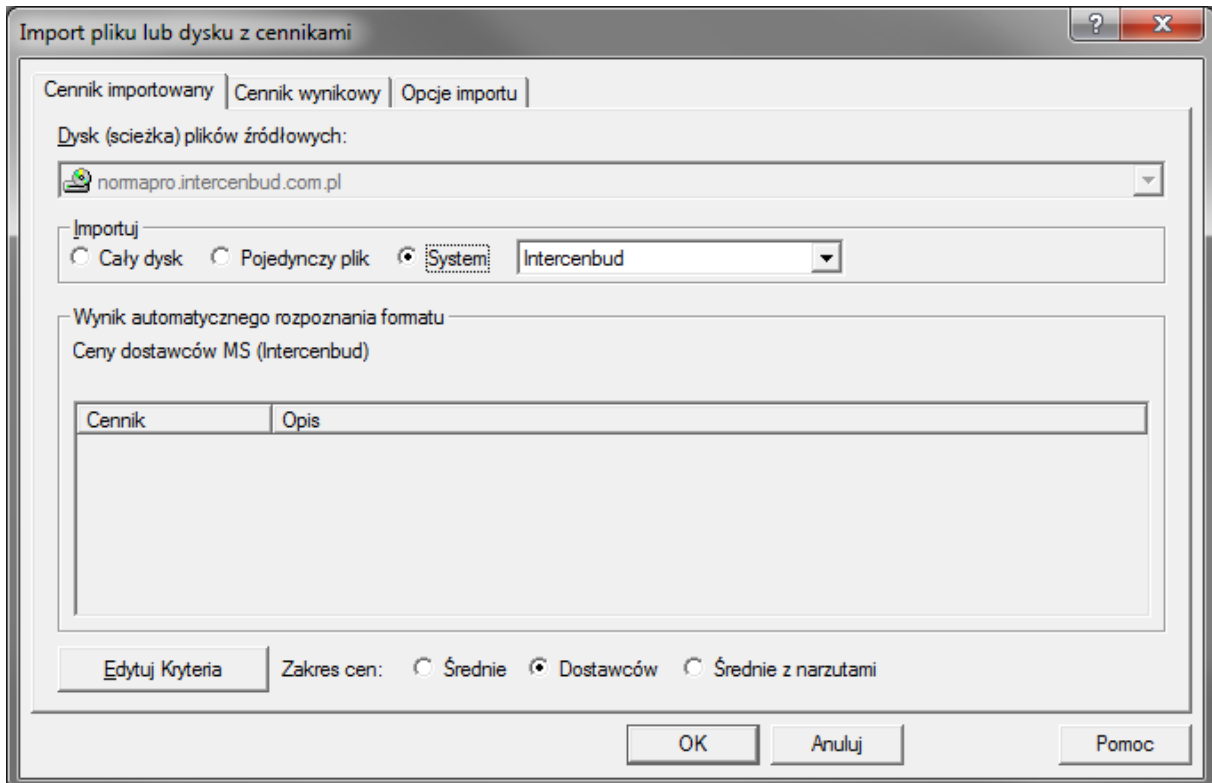 Import pliku lub dysku z cennikami
Cennik importowany Cennik wynikowy Opcje importu
Dysk (scieżka) plików źródłowych:
normapro.intercenbud.com.pl
Importuj
Cały dysk Pojedynczy plik System Intercenbud
Wynik automatycznego rozpoznania formatu
Ceny dostawców MS (Intercenbud)
Cennik Opis
Edytuj Kryteria Zakres cen: Średnie Dostawców Średnie z narzutami
OK Anuluj Pomoc